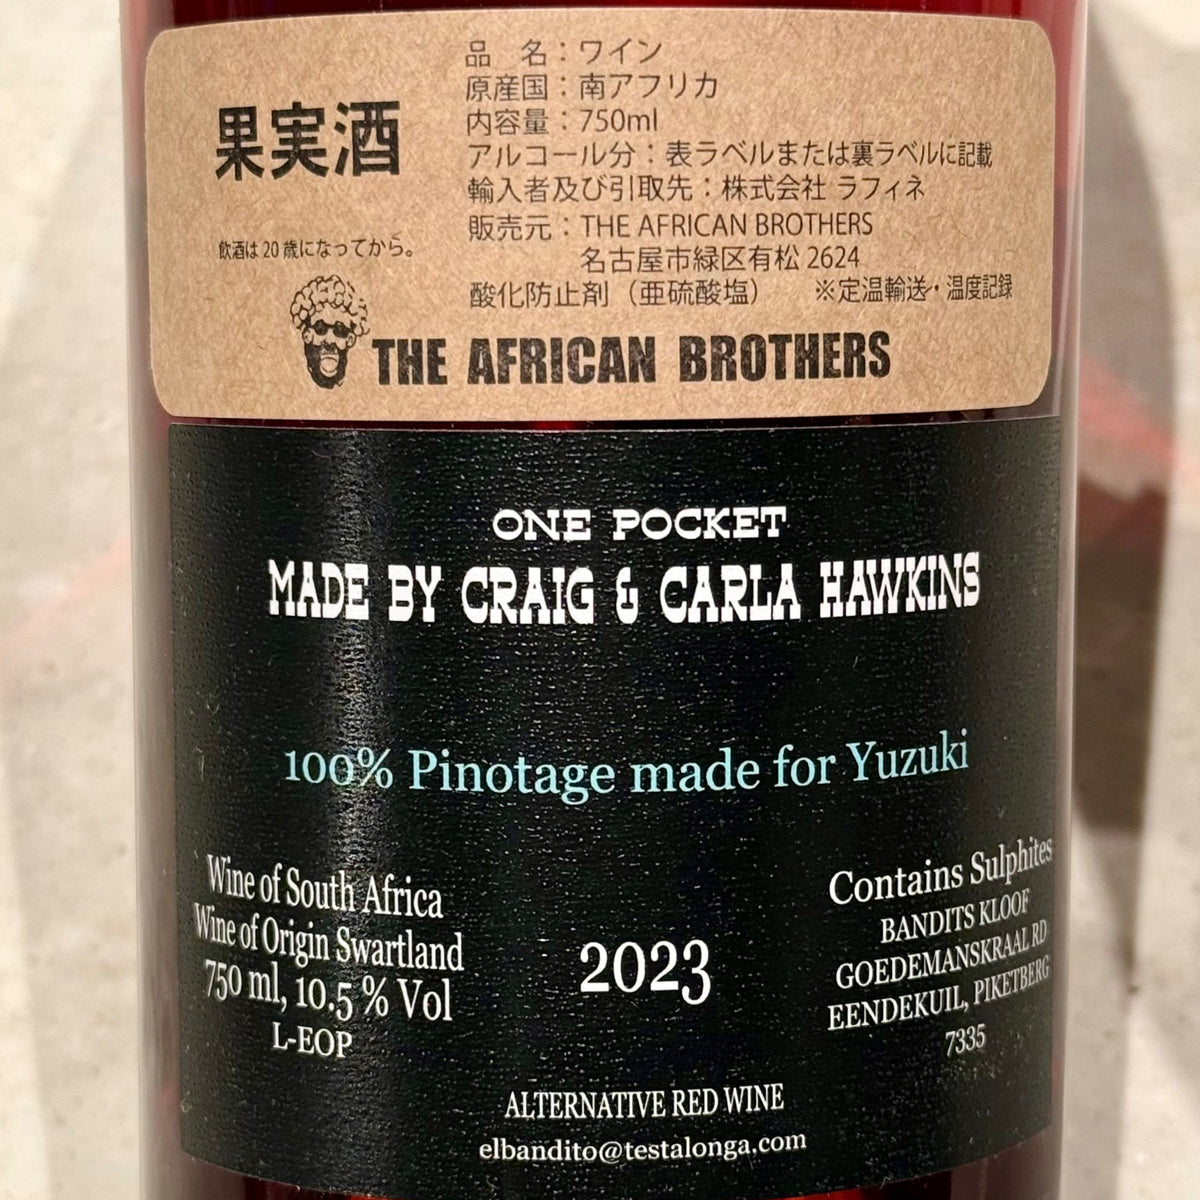 果実酒
飲酒は20歳になってから。
品　名：ワイン
原産国：南アフリカ
内容量：750ml
アルコール分：表ラベルまたは裏ラベルに記載
輸入者及び引取先：株式会社 ラフィネ
販売元：THE AFRICAN BROTHERS
名古屋市緑区有松 2624
酸化防止剤（亜硫酸塩）　※定温輸送・温度記録
THE AFRICAN BROTHERS
ONE POCKET
MADE BY CRAIG & CARLA HAWKINS
100% Pinotage made for Yuzuki
Wine of South Africa
Wine of Origin Swartland
750 ml, 10.5 % Vol
L-EOP
2023
Contains Sulphites
BANDITS KLOOF
GOEDEMANSKRAAL RD
EENDEKUIL, PIKETBERG
7335
ALTERNATIVE RED WINE
elbandito@testalonga.com